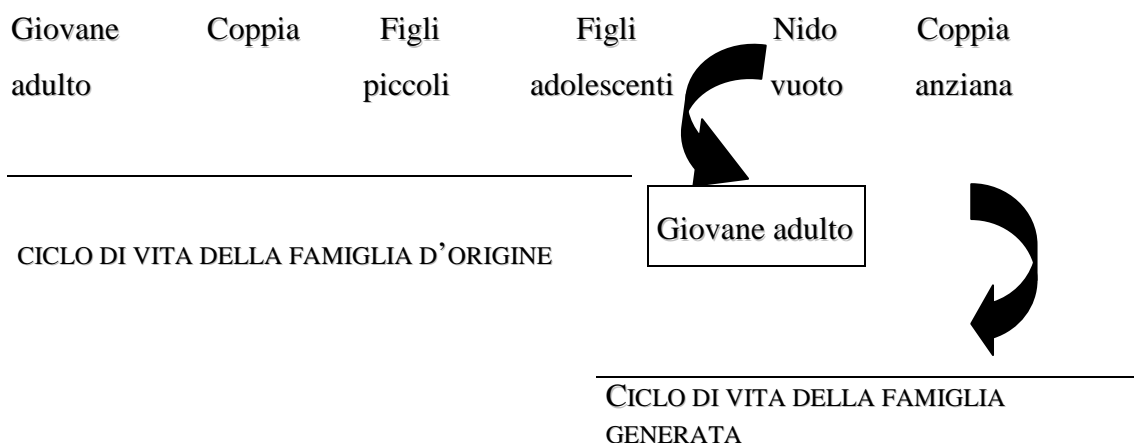 Giovane Coppia Figli Figli Nido Coppia
adulto piccoli adolescenti vuoto anziana
Giovane adulto
CICLO DI VITA DELLA FAMIGLIA D’ORIGINE
CICLO DI VITA DELLA FAMIGLIA
GENERATA